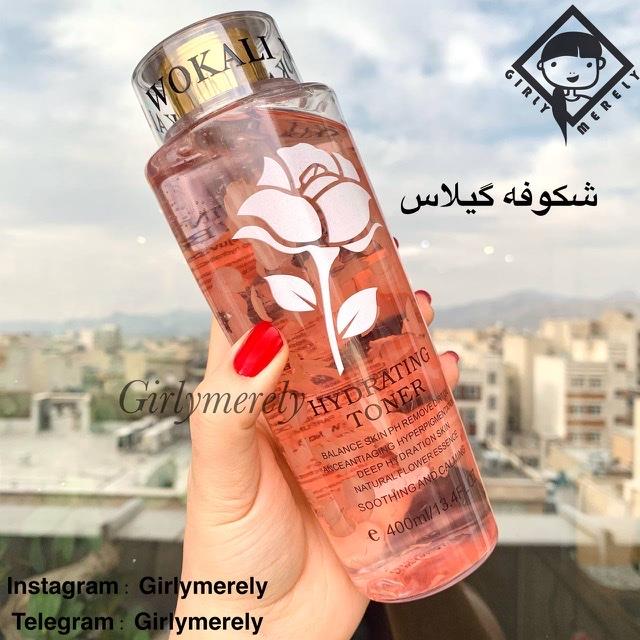 WOKALI
GIRLY MERELY
شکوفه گیلاس
Girlymerely
HYDRATING
TONER
BALANCE SKIN PH REMOVE
HYPERPIGMENT
DEEP HYDRATION SKIN
NATURAL FLOWER ESSENCE
SOOTHING AND CALMING
e 400ml/13.4
Instagram : Girlymerely
Telegram : Girlymerely